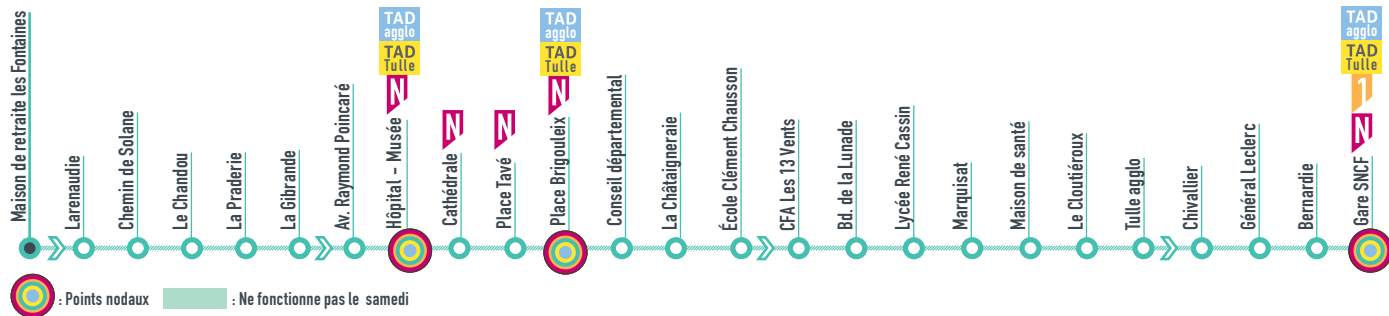 Maison de retraite les Fontaines
Larenaudie
Chemin de Solane
Le Chandou
La Praderie
La Gibrande
Av. Raymond Poincaré
TAD
agglo
TAD
Tulle
N
Hôpital - Musée
N
Cathédrale
N
Place Tavé
TAD
agglo
TAD
Tulle
N
Place Brigouleix
Conseil départemental
La Châtaigneraie
École Clément Chausson
CFA Les 13 Vents
Bd. de la Lunade
Lycée René Cassin
Marquisat
Maison de santé
Le Cloutiéroux
Tulle agglo
Chivallier
Général Leclerc
Bernardie
TAD
agglo
TAD
Tulle
1
N
Gare SNCF
: Points nodaux
: Ne fonctionne pas le samedi